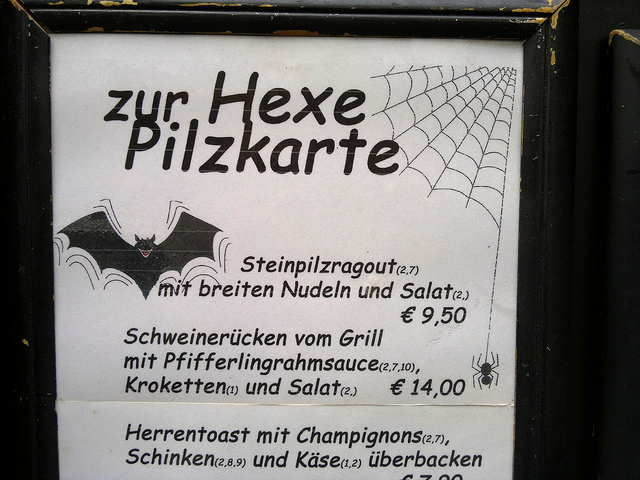 zur Hexe
Pilzkarte
Steinpilzragout(2,7)
mit breiten Nudeln und Salat(2,)
€ 9,50
Schweinerücken vom Grill
mit Pfifferlingrahmsauce(2,7,10),
Kroketten(1) und Salat(2,) € 14,00
Herrentoast mit Champignons(2,7),
Schinken(2,8,9) und Käse(1,2) überbacken